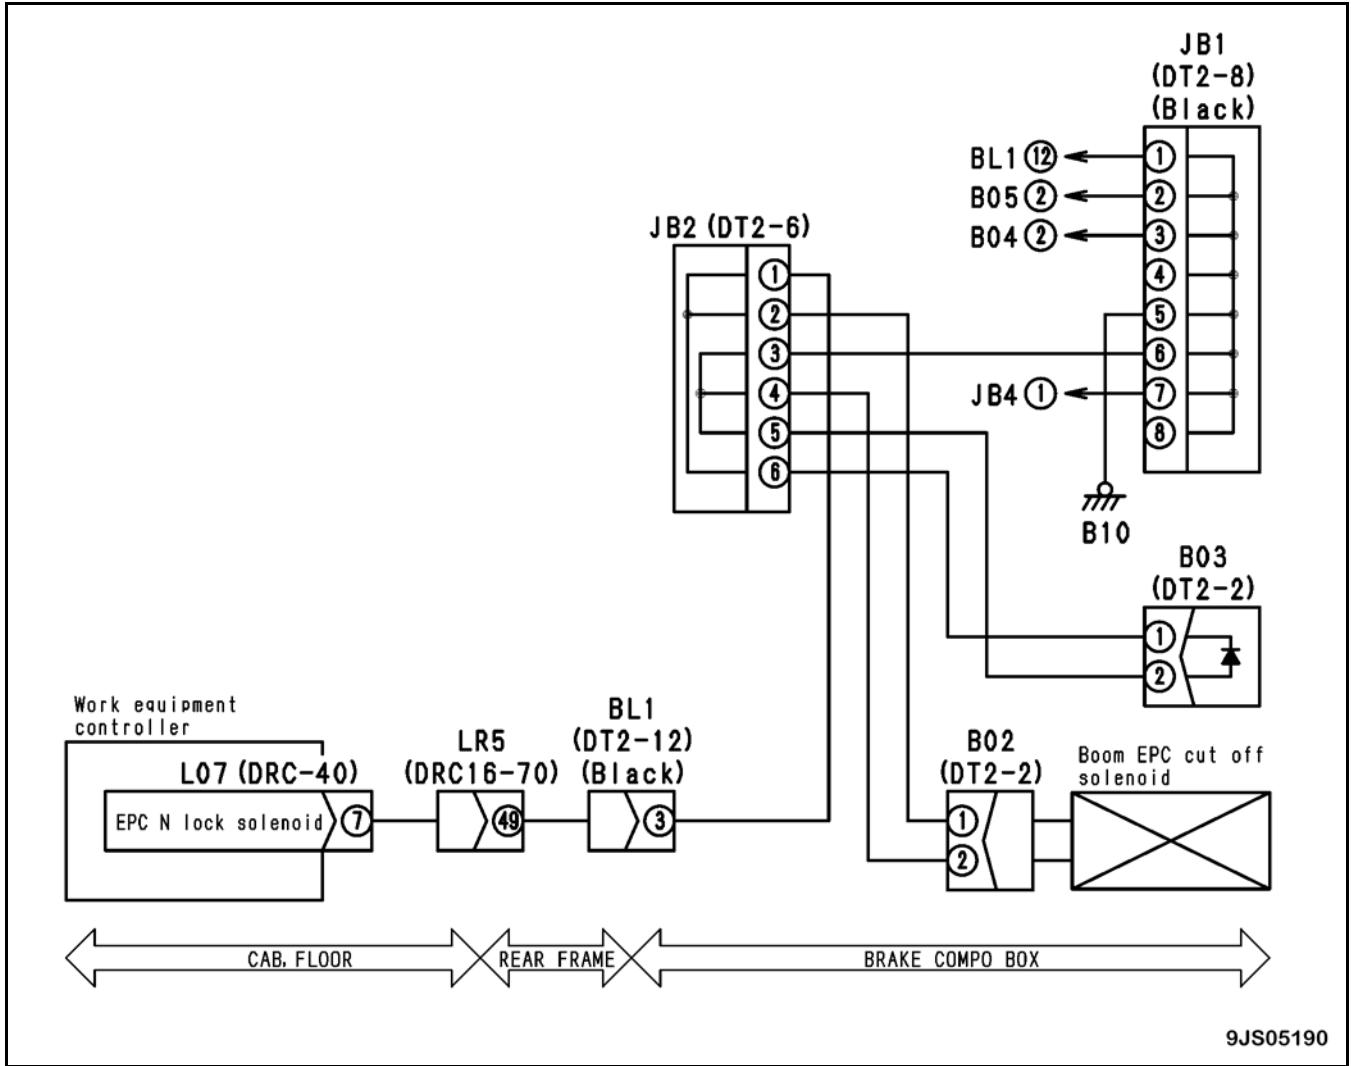 JB1
(DT2-8)
(Black)
BL1 12 1
B05 2 2
B04 2 3
4
5
6
JB4 1 7
8
JB2 (DT2-6)
1
2
3
4
5
6
B10
B03
(DT2-2)
1
2
Work equipment
controller
L07 (DRC-40)
EPC N lock solenoid 7
LR5
(DRC16-70)
49
BL1
(DT2-12)
(Black)
3
B02
(DT2-2)
1
2
Boom EPC cut off
solenoid
CAB. FLOOR
REAR FRAME
BRAKE COMPO BOX
9JS05190